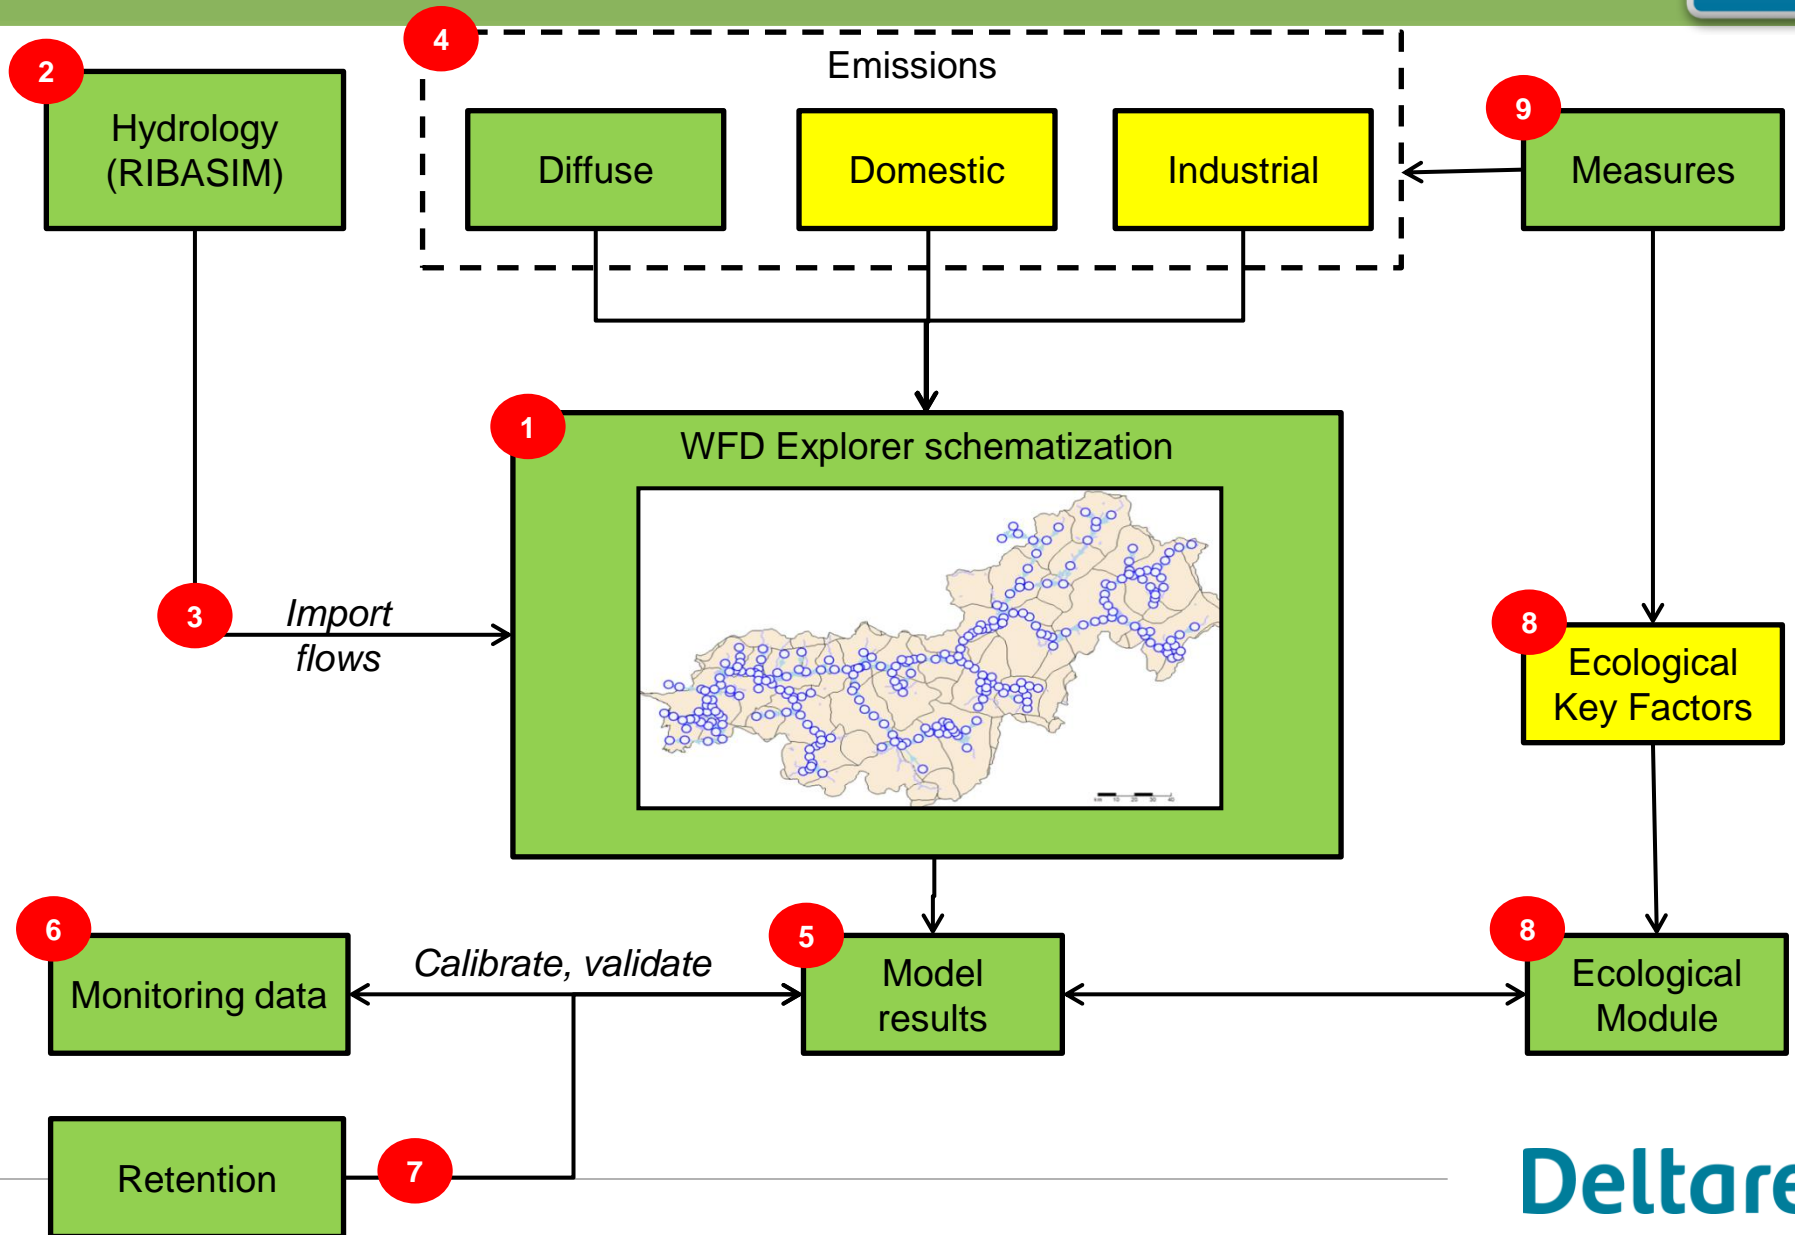 4
Emissions
2
Hydrology
(RIBASIM)
Diffuse
Domestic
Industrial
9
Measures
1
WFD Explorer schematization
3
Import
flows
8
Ecological
Key Factors
6
Monitoring data
Calibrate, validate
5
Model
results
8
Ecological
Module
Retention
7
Deltare